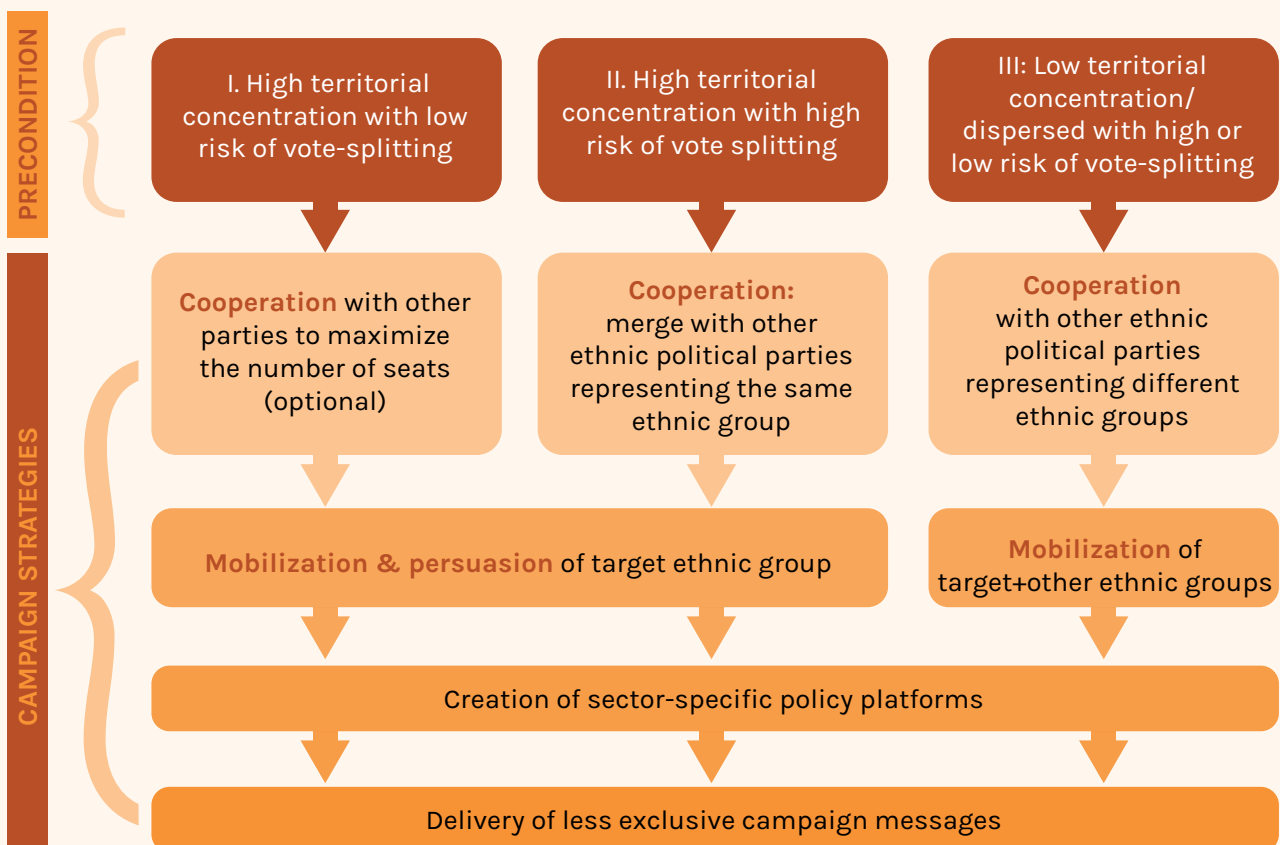 PRECONDITION
I. High territorial
concentration with low
risk of vote-splitting
II. High territorial
concentration with high
risk of vote splitting
III: Low territorial
concentration/
dispersed with high or
low risk of vote-splitting
CAMPAIGN STRATEGIES
Cooperation with other
parties to maximize
the number of seats
(optional)
Cooperation:
merge with other
ethnic political parties
representing the same
ethnic group
Cooperation
with other ethnic
political parties
representing different
ethnic groups
Mobilization & persuasion of target ethnic group
Mobilization of
target+other ethnic groups
Creation of sector-specific policy platforms
Delivery of less exclusive campaign messages